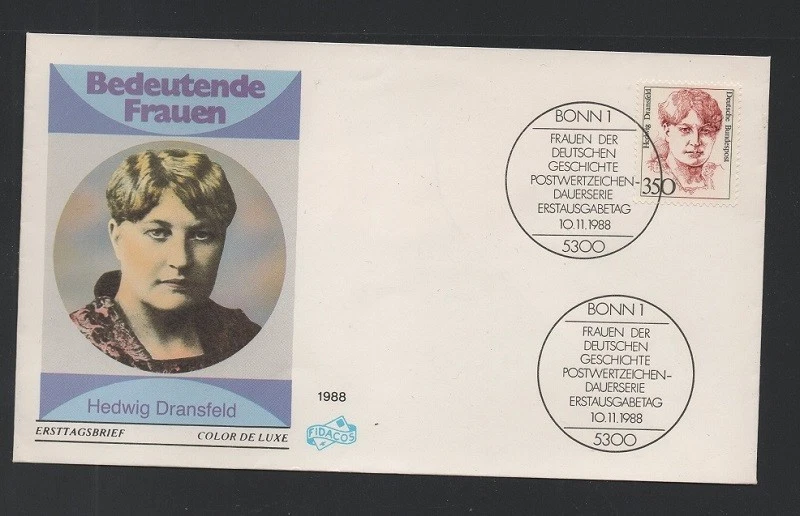 Bedeutende
Frauen
Hedwig Dransfeld
ERSTTAGSBRIEF COLOR DE LUXE
1988
FIDACOS
BONN 1
FRAUEN DER
DEUTSCHEN
GESCHICHTE
POSTWERTZEICHEN-
DAUERSERIE
ERSTAUSGABETAG
10.11.1988
5300
Hedwig Dransfeld
Deutsche Bundespost
350
BONN 1
FRAUEN DER
DEUTSCHEN
GESCHICHTE
POSTWERTZEICHEN-
DAUERSERIE
ERSTAUSGABETAG
10.11.1988
5300